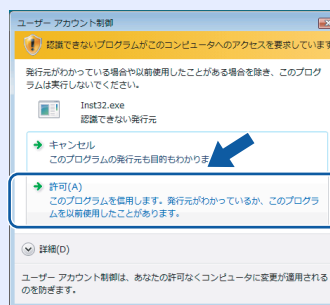 ユーザー アカウント制御
認識できないプログラムがこのコンピュータへのアクセスを要求しています
発行元がわかっている場合や以前使用したことがある場合を除き、このプログ
ラムは実行しないでください。
Inst32.exe
認識できない発行元
キャンセル
このプログラムの発行元も目的もわかりま
許可(A)
このプログラムを信用します。発行元がわかっているか、このプログラ
ムを以前使用したことがあります。
詳細(D)
ユーザー アカウント制御は、あなたの許可なくコンピュータに変更が適用される
のを防ぎます。